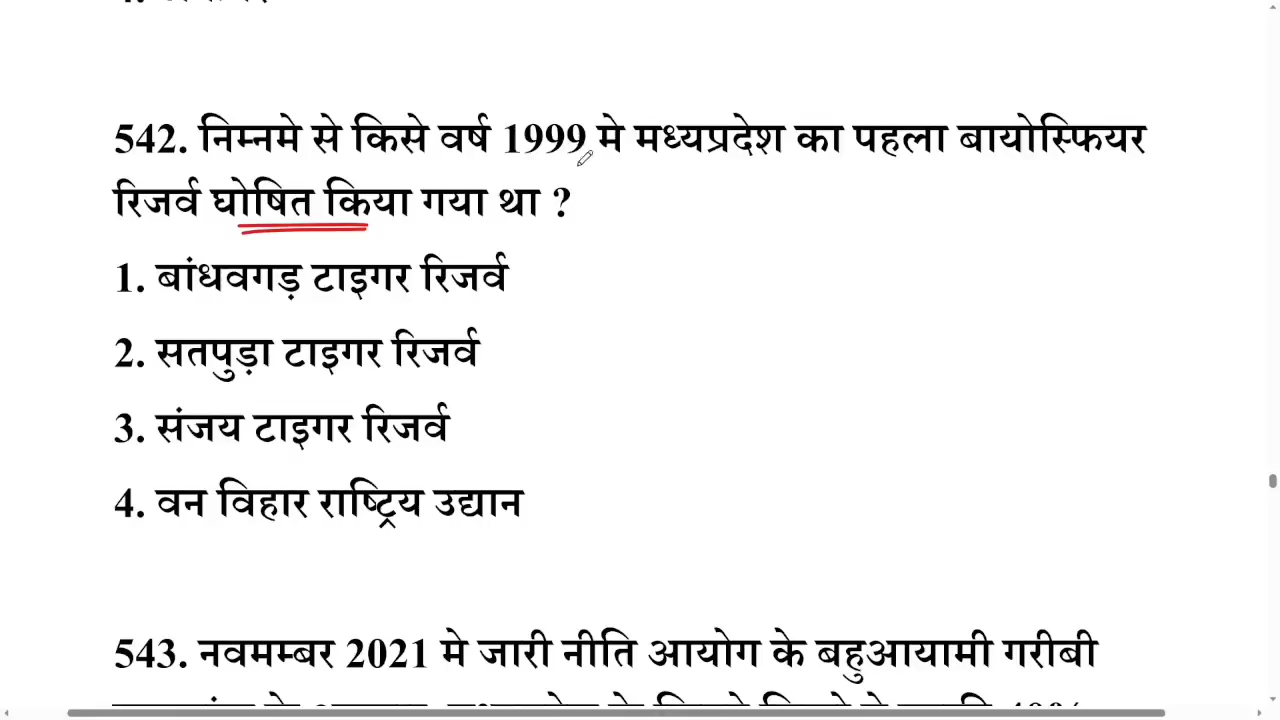 542. निम्नमे से किसे वर्ष 1999 मे मध्यप्रदेश का पहला बायोस्फियर
रिजर्व घोषित किया गया था ?
1. बांधवगड़ टाइगर रिजर्व
2. सतपुड़ा टाइगर रिजर्व
3. संजय टाइगर रिजर्व
4. वन विहार राष्ट्रिय उद्यान
543. नवमम्बर 2021 मे जारी नीति आयोग के बहुआयामी गरीबी